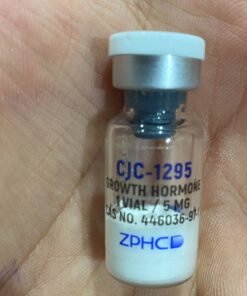 CJC-1295
GROWTH HORMONE
1 VIAL / 5 MG
CAS NO. 446036-97-
ZPHC